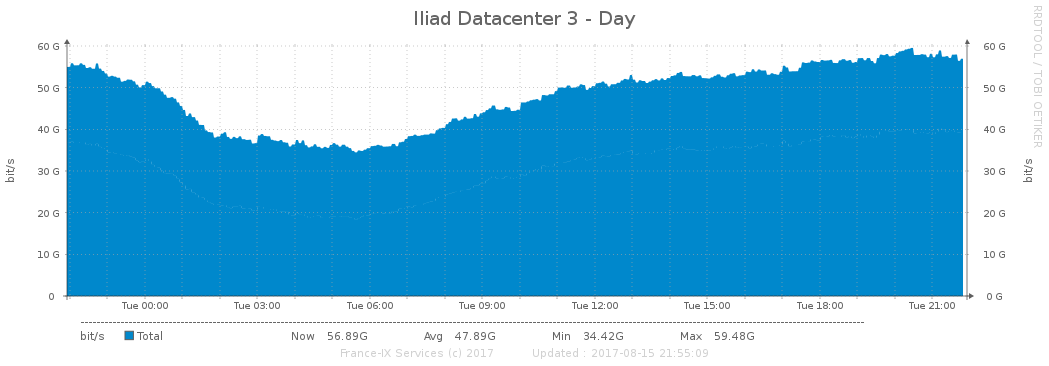 Iliad Datacenter 3 - Day
RRDTOOL / TOBI OETIKER
bit/s
60 G
50 G
40 G
30 G
20 G
10 G
0
60 G
50 G
40 G
30 G
20 G
10 G
0 G
bit/s
Tue 00:00 Tue 03:00 Tue 06:00 Tue 09:00 Tue 12:00 Tue 15:00 Tue 18:00 Tue 21:00
bit/s Total Now 56.89G Avg 47.89G Min 34.42G Max 59.48G
France-IX Services (c) 2017 Updated : 2017-08-15 21:55:09